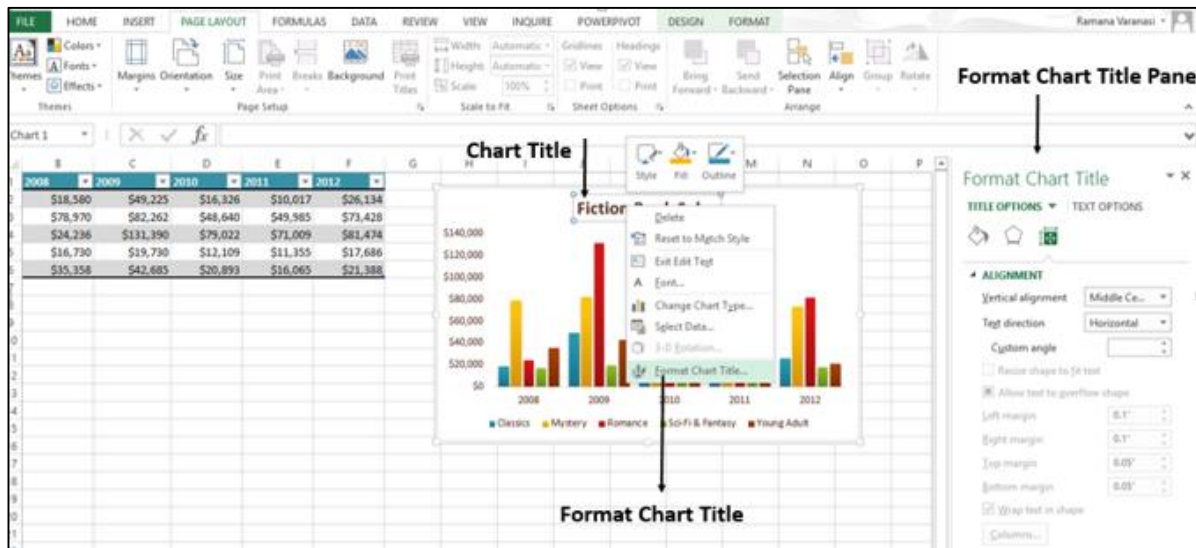 FILE HOME INSERT PAGE LAYOUT FORMULAS DATA REVIEW VIEW INQUIRE POWERPIVOT DESIGN FORMAT Ramana Varanasi
Colors Width Automatic Gridlines Headings
Fonts Height Automatic View View
Themes Effects Margins Orientation Size Print Area Breaks Background Print Titles Scale 100% Print Print Bring Forward Send Backward Selection Pane Align Group Rotate
Format Chart Title Pane
Themes Page Setup Scale to Fit Sheet Options Arrange
Chart 1 fx
Chart Title
Style Fill Outline
B C D E F G H I M N O P
2008 2009 2010 2011 2012
$18,580 $49,225 $16,326 $10,017 $26,134
$78,970 $82,262 $48,640 $49,985 $73,428
$24,236 $131,390 $79,022 $71,009 $81,474
$16,730 $19,730 $12,109 $11,355 $17,686
$35,358 $42,685 $20,893 $16,065 $21,388
Fiction
$140,000
$120,000
$100,000
$80,000
$60,000
$40,000
$20,000
$0
2008 2009 2010 2011 2012
Classics Mystery Romance Sci-Fi & Fantasy Young Adult
Delete
Reset to Match Style
Exit Edit Text
A Font...
Change Chart Type...
Select Data...
3-D Rotation...
Format Chart Title...
Format Chart Title
Format Chart Title
TITLE OPTIONS TEXT OPTIONS
ALIGNMENT
Vertical alignment Middle Ce...
Text direction Horizontal
Custom angle
Resize shape to fit text
Allow text to overflow shape
Left margin 0.1"
Right margin 0.1"
Top margin 0.05"
Bottom margin 0.05"
Wrap text in shape
Columns...